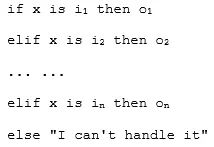 if x is i₁ then o₁
elif x is i₂ then o₂
... ...
elif x is iₙ then oₙ
else "I can't handle it"